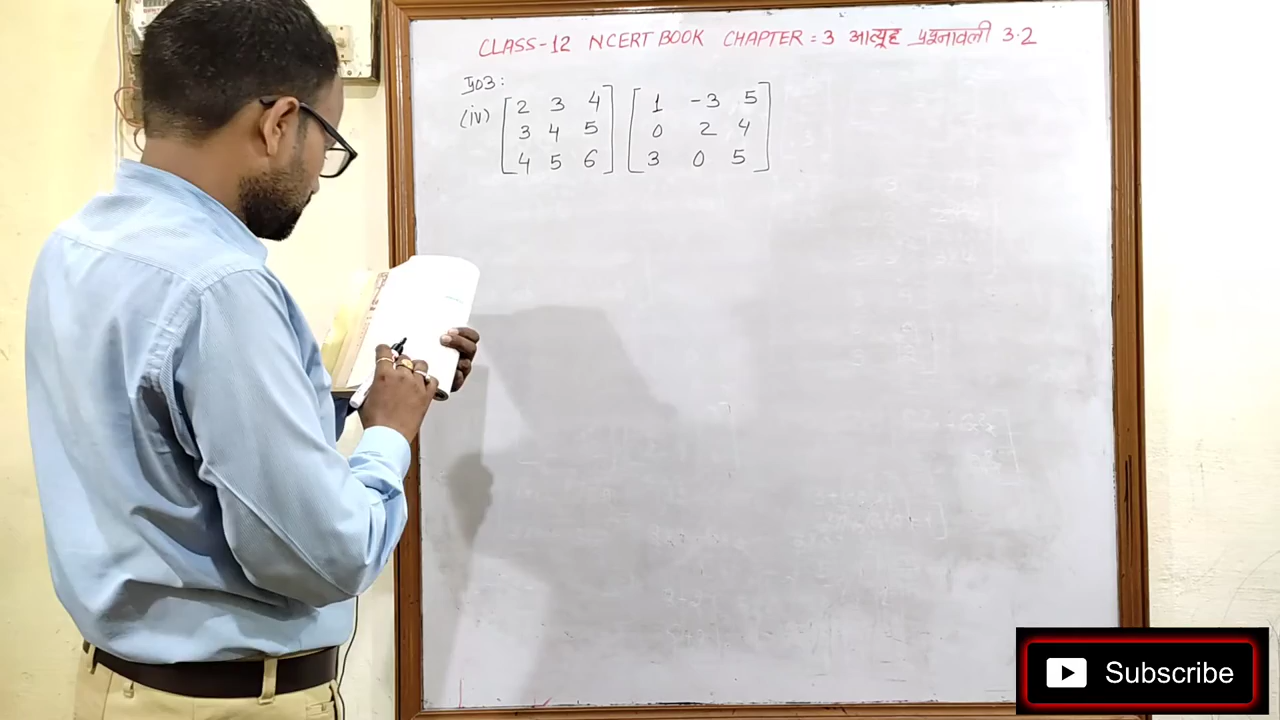 CLASS-12 NCERT BOOK CHAPTER = 3 आव्यूह प्रश्नावली 3.2
प्र03:
(iv) [2 3 4] [1 -3 5]
[3 4 5] [0 2 4]
[4 5 6] [3 0 5]
Subscribe